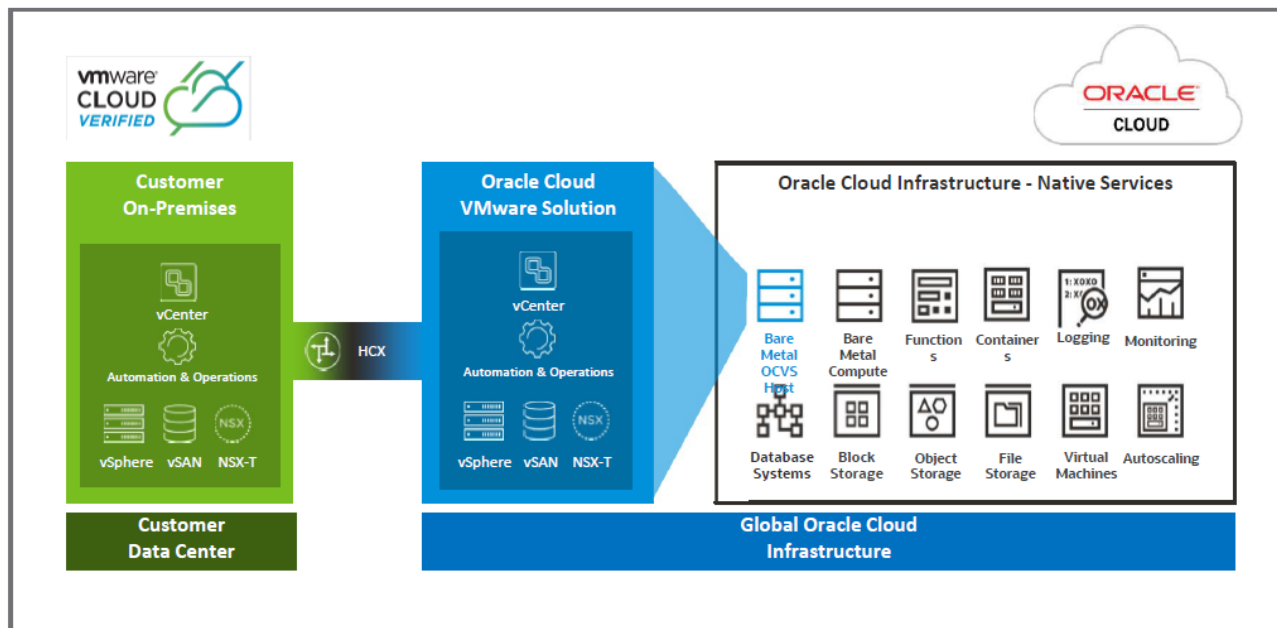 vmware
CLOUD
VERIFIED
ORACLE
CLOUD
Customer
On-Premises
vCenter
Automation & Operations
NSX
vSphere vSAN NSX-T
Customer
Data Center
HCX
Oracle Cloud
VMware Solution
vCenter
Automation & Operations
NSX
vSphere vSAN NSX-T
Oracle Cloud Infrastructure - Native Services
Bare
Metal
OCVS
Host
Bare
Metal
Compute
Function
s
Container
s
1: XOXO
2: X
OX
Logging
Monitoring
Database
Systems
Block
Storage
Object
Storage
File
Storage
Virtual
Machines
Autoscaling
Global Oracle Cloud
Infrastructure